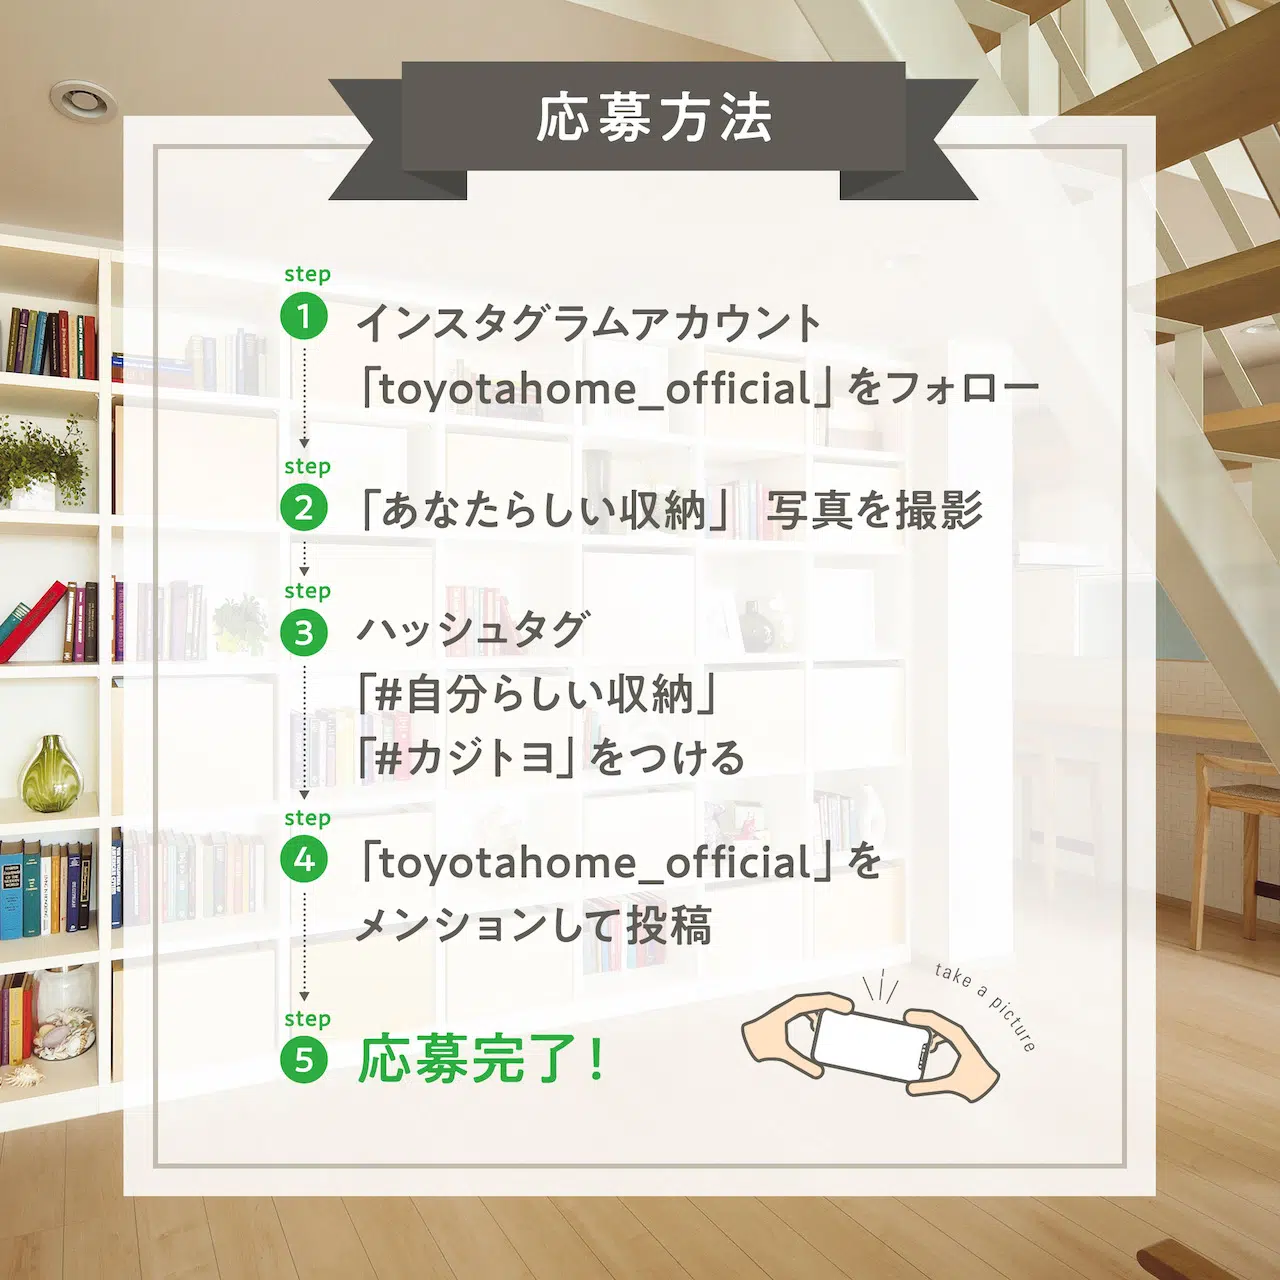 応募方法
step
1
インスタグラムアカウント
「toyotahome_official」をフォロー
step
2
「あなたらしい収納」 写真を撮影
step
3
ハッシュタグ
「#自分らしい収納」
「#カジトヨ」をつける
step
4
「toyotahome_official」を
メンションして投稿
step
5
応募完了!
take a picture